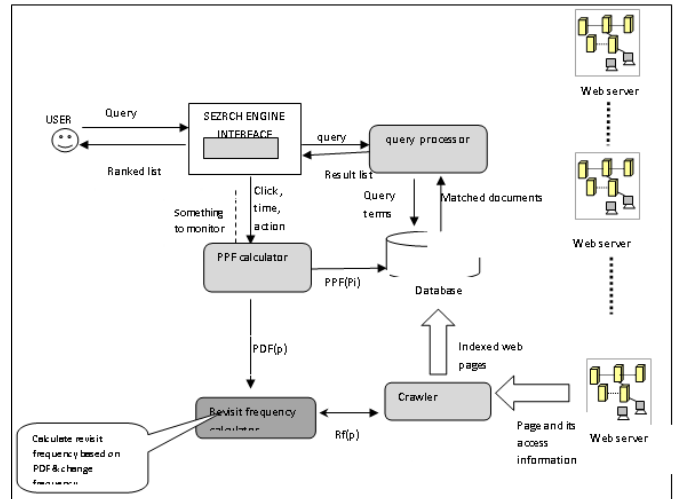 Web server
USER
Query
SEZRCH ENGINE
INTERFACE
query
query processor
Ranked list
Result list
Click,
time,
action
Something
to monitor
Query
terms
Matched documents
Web server
PPF calculator
PPF(Pi)
Database
PDF(p)
Indexed web
pages
Revisit frequency
calculator
Rf(p)
Crawler
Page and its
access
information
Web server
Calculate revisit
frequency based on
PDF & change
frequency